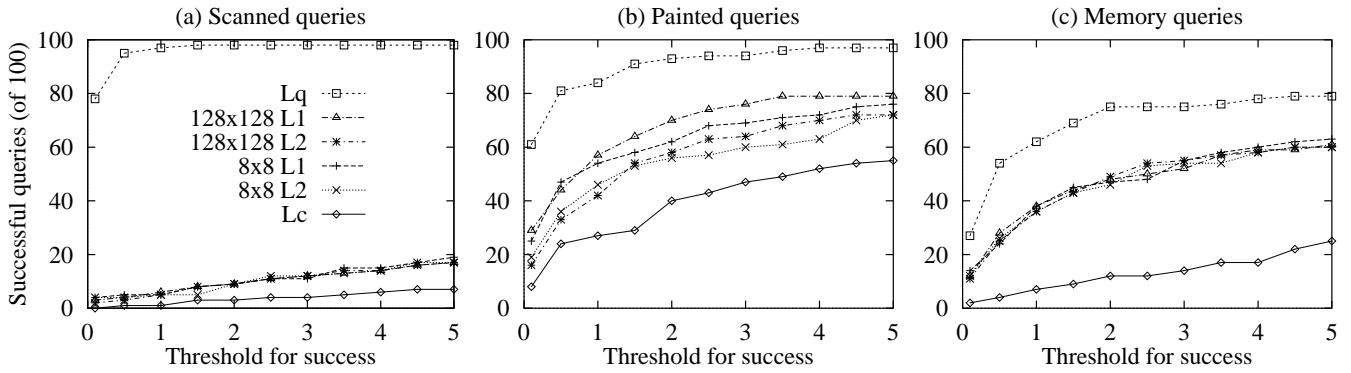 (a) Scanned queries
(b) Painted queries
(c) Memory queries
Successful queries (of 100)
100
80
60
40
20
0
Lq
128x128 L1
128x128 L2
8x8 L1
8x8 L2
Lc
0 1 2 3 4 5
Threshold for success
100
80
60
40
20
0
0 1 2 3 4 5
Threshold for success
100
80
60
40
20
0
0 1 2 3 4 5
Threshold for success